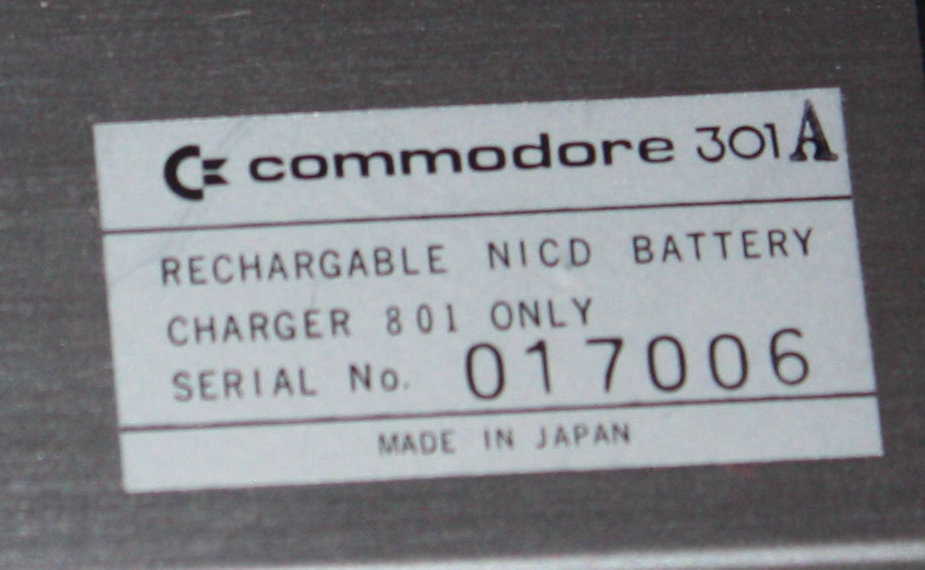 commodore 301A
RECHARGABLE NICD BATTERY
CHARGER 801 ONLY
SERIAL No. 017006
MADE IN JAPAN